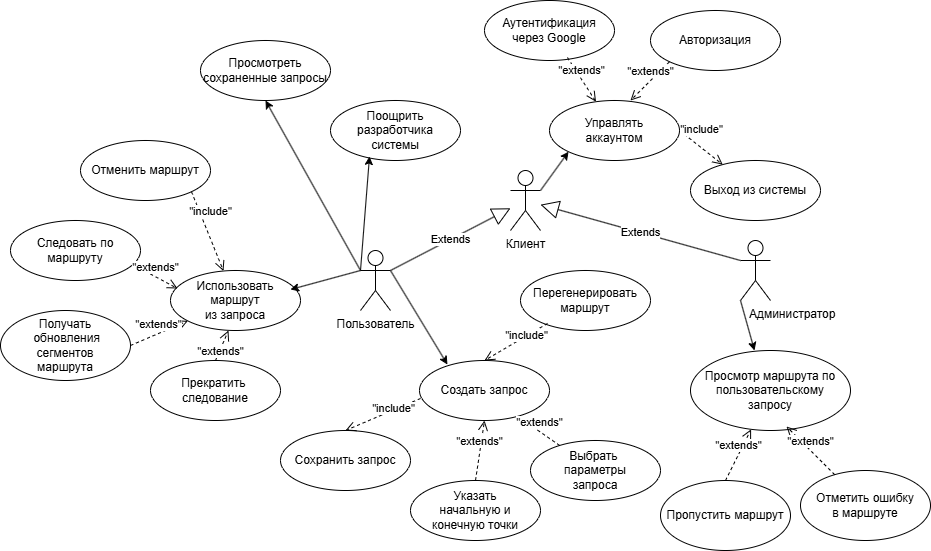 Аутентификация
через Google
Авторизация
Просмотреть
сохраненные запросы
"extends"
"extends"
Поощрить
разработчика
системы
Управлять
аккаунтом
"include"
Отменить маршрут
Выход из системы
"include"
Следовать по
маршруту
Клиент
Extends
Extends
"extends"
Использовать
маршрут
из запроса
Перегенерировать
маршрут
Пользователь
Администратор
Получать
обновления
сегментов
маршрута
"extends"
"include"
"extends"
Прекратить
следование
Создать запрос
Просмотр маршрута по
пользовательскому
запросу
"include"
"extends"
"extends"
"extends"
"extends"
Сохранить запрос
Выбрать
параметры
запроса
Указать
начальную и
конечную точки
Пропустить маршрут
Отметить ошибку
в маршруте